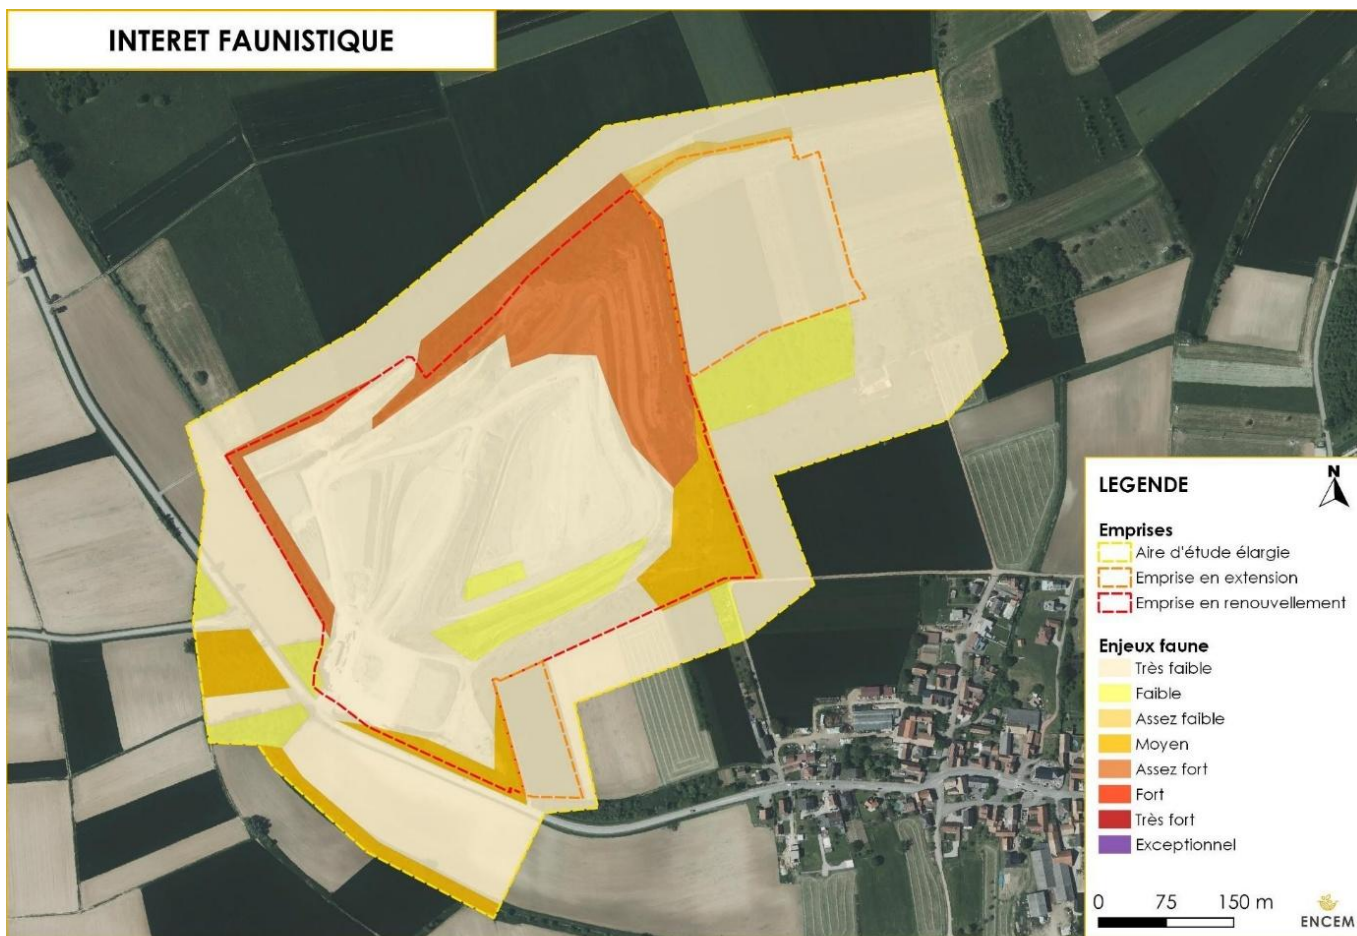 INTERET FAUNISTIQUE
LEGENDE
N
Emprises
Aire d'étude élargie
Emprise en extension
Emprise en renouvellement
Enjeux faune
Très faible
Faible
Assez faible
Moyen
Assez fort
Fort
Très fort
Exceptionnel
0 75 150 m
ENCEM